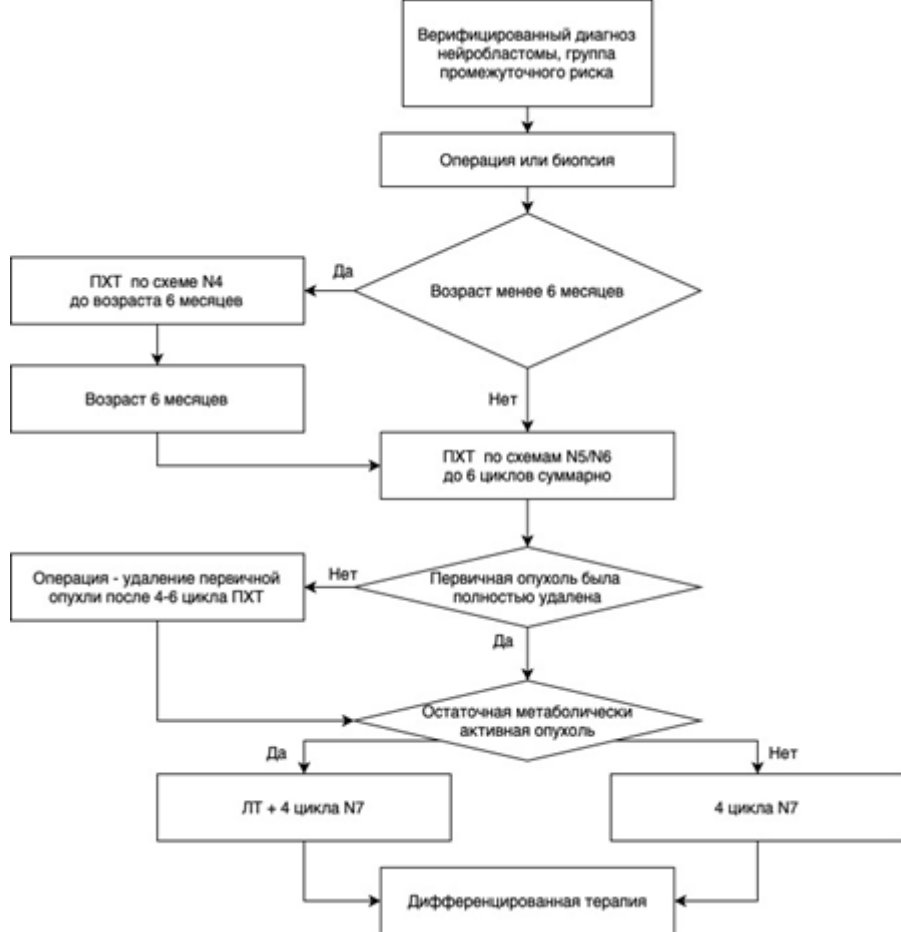 Верифицированный диагноз
нейробластомы, группа
промежуточного риска
Операция или биопсия
Возраст менее 6 месяцев
Да
ПХТ по схеме N4
до возраста 6 месяцев
Возраст 6 месяцев
Нет
ПХТ по схемам N5/N6
до 6 циклов суммарно
Первичная опухоль была
полностью удалена
Нет
Операция - удаление первичной
опухли после 4-6 цикла ПХТ
Да
Остаточная метаболически
активная опухоль
Да
Нет
ЛТ + 4 цикла N7
4 цикла N7
Дифференцированная терапия